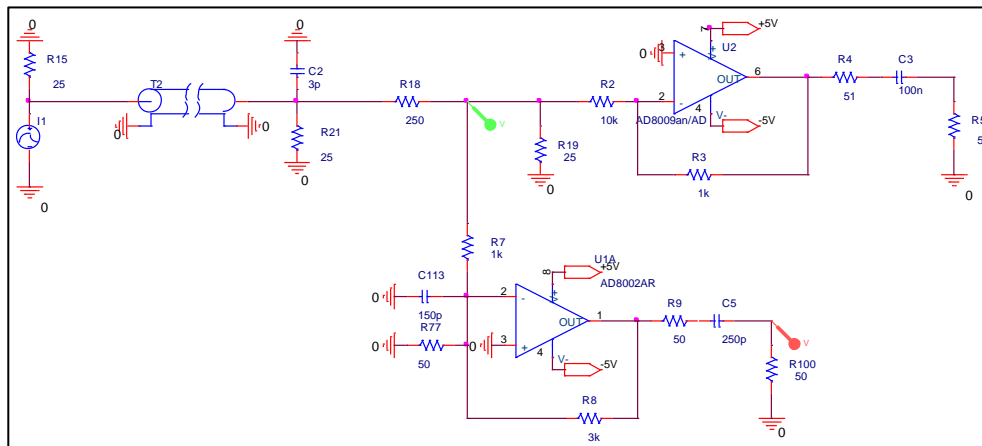 0
0
R15
25
T2
C2
3p
0
0
R18
250
R21
25
0
I1
0
R2
10k
R19
25
0
0
3
+
2
-
7
V+
+5V
U2
OUT
6
4
V-
-5V
AD8009an/AD
R3
1k
R4
51
C3
100n
R5
5
0
V
R7
1k
C113
150p
0
R77
50
0
0
2
-
3
+
8
V+
U1A
+5V
AD8002AR
OUT
1
4
V-
-5V
R8
3k
R9
50
C5
250p
V
R100
50
0